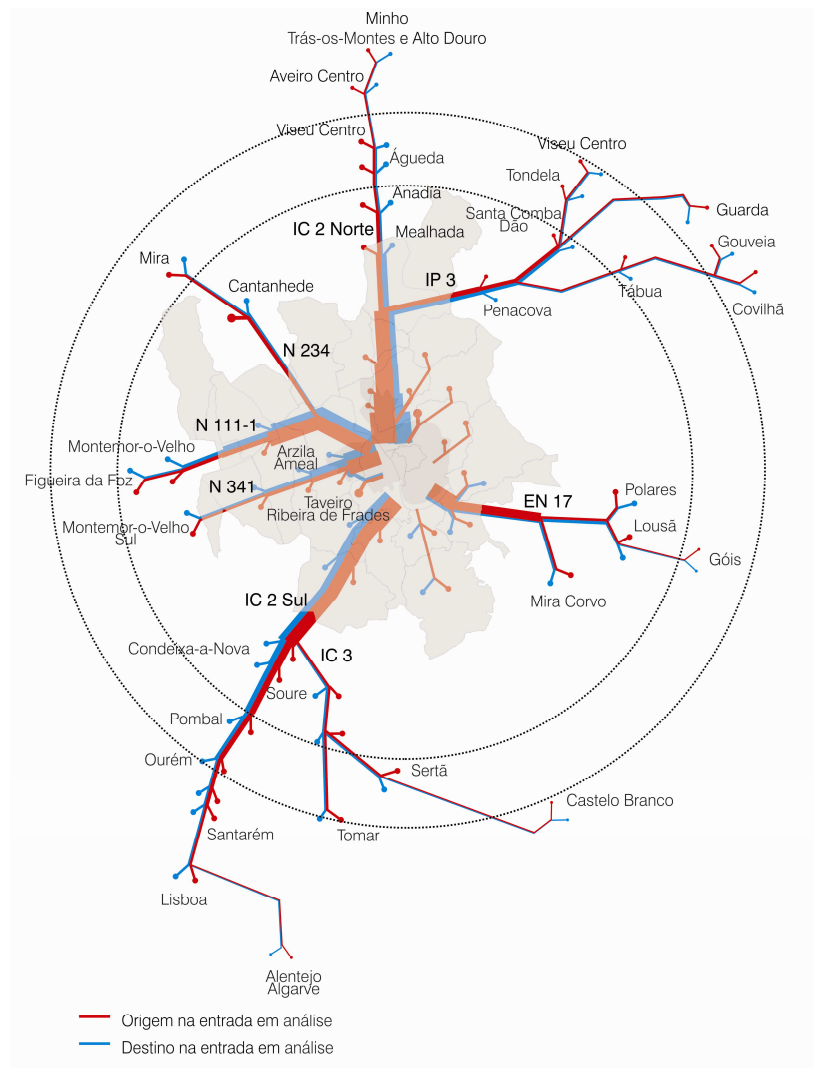 Minho
Trás-os-Montes e Alto Douro
Aveiro Centro
Viseu Centro
Águeda
Viseu Centro
Tondela
Anadia
Santa Comba
Dão
Guarda
IC 2 Norte
Mealhada
Gouveia
Mira
IP 3
Cantanhede
Tábua
Penacova
Covilhã
N 234
N 111-1
Montemor-o-Velho
Arzila
Ameal
Figueira da Foz
N 341
Polares
EN 17
Taveiro
Ribeira de Frades
Lousã
Montemor-o-Velho
Sul
Góis
IC 2 Sul
Mira Corvo
Condeixa-a-Nova
IC 3
Soure
Pombal
Ourém
Sertã
Castelo Branco
Santarém
Tomar
Lisboa
Alentejo
Algarve
Origem na entrada em análise
Destino na entrada em análise